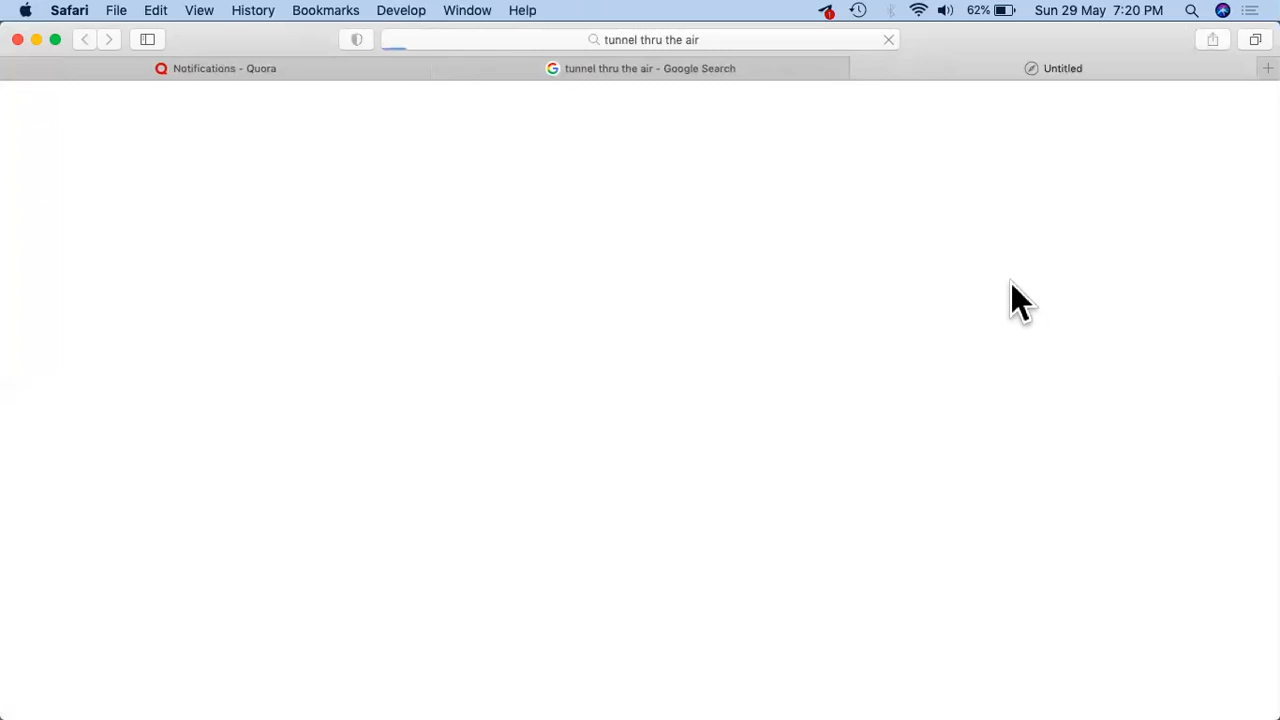 Safari File Edit View History Bookmarks Develop Window Help 62% Sun 29 May 7:20 PM
tunnel thru the air
Notifications - Quora tunnel thru the air - Google Search Untitled